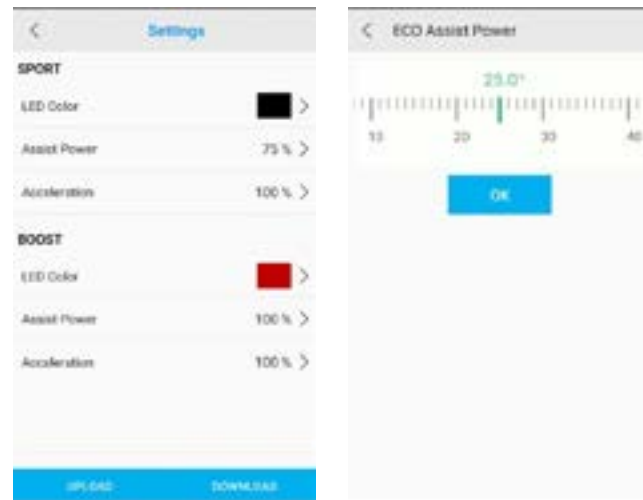 Settings
SPORT
LED Color
Assist Power 75 %
Acceleration 100 %
BOOST
LED Color
Assist Power 100 %
Acceleration 100 %
UPLOAD DOWNLOAD
ECO Assist Power
25.0°
10 20 30 40
OK